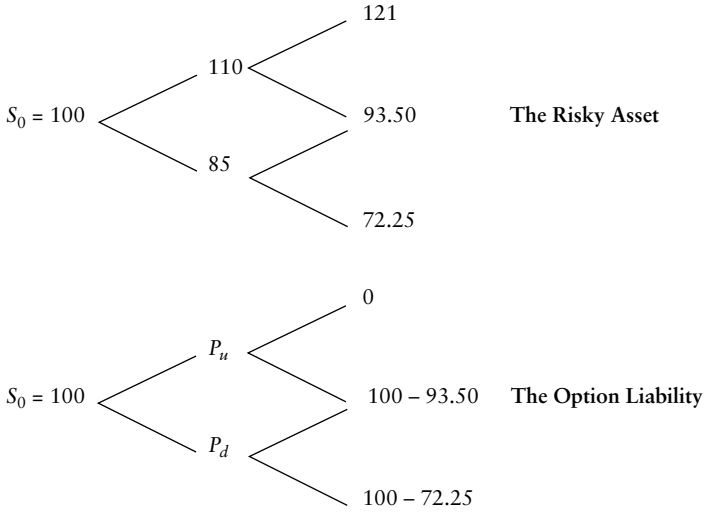 121
110
S₀ = 100
93.50
The Risky Asset
85
72.25
0
Pᵤ
S₀ = 100
100 – 93.50
The Option Liability
P_d
100 – 72.25